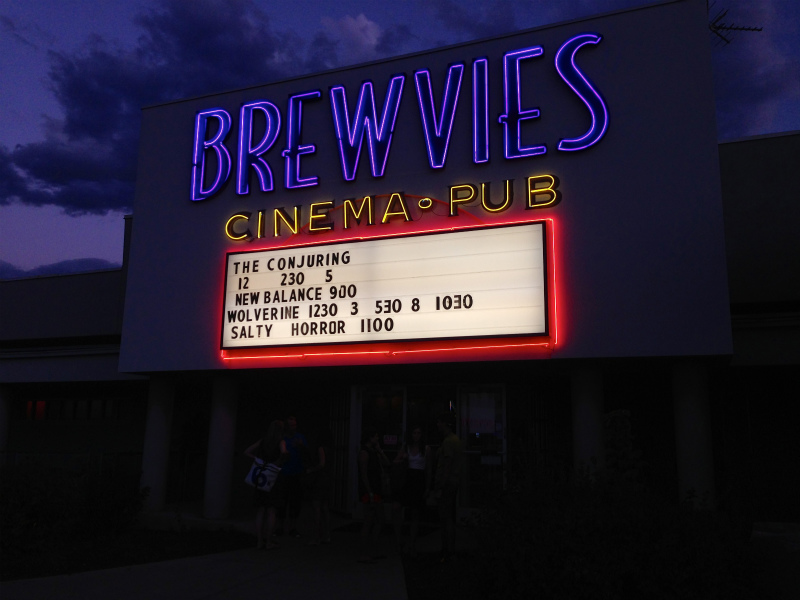 BREWVIES
CINEMA • PUB
THE CONJURING
12 230 5
NEW BALANCE 900
WOLVERINE 1230 3 530 8 1030
SALTY HORROR 1100
6